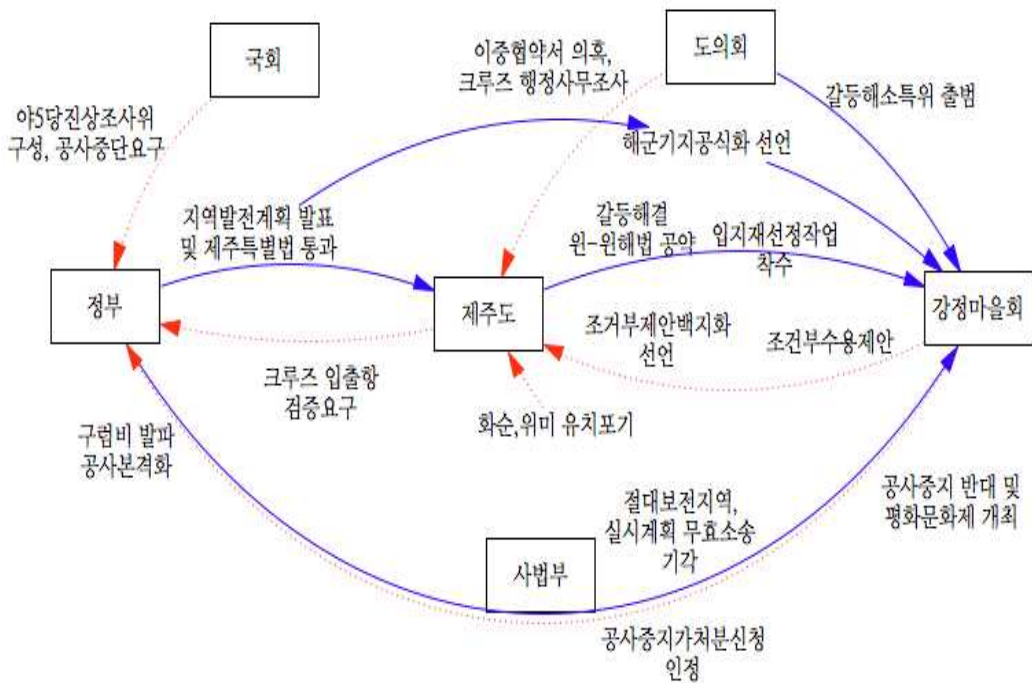 국회
도의회
이중협약서 의혹,
크루즈 행정사무조사
갈등해소특위 출범
야5당진상조사위
구성, 공사중단요구
해군기지공식화 선언
지역발전계획 발표
및 제주특별법 통과
갈등해결
윈-윈해법 공약
입지재선정작업
착수
정부
제주도
강정마을회
조거부제안백지화
선언
조건부수용제안
크루즈 입출항
검증요구
화순,위미 유치포기
구럼비 발파
공사본격화
절대보전지역,
실시계획 무효소송
기각
공사중지 반대 및
평화문화제 개최
사법부
공사중지가처분신청
인정